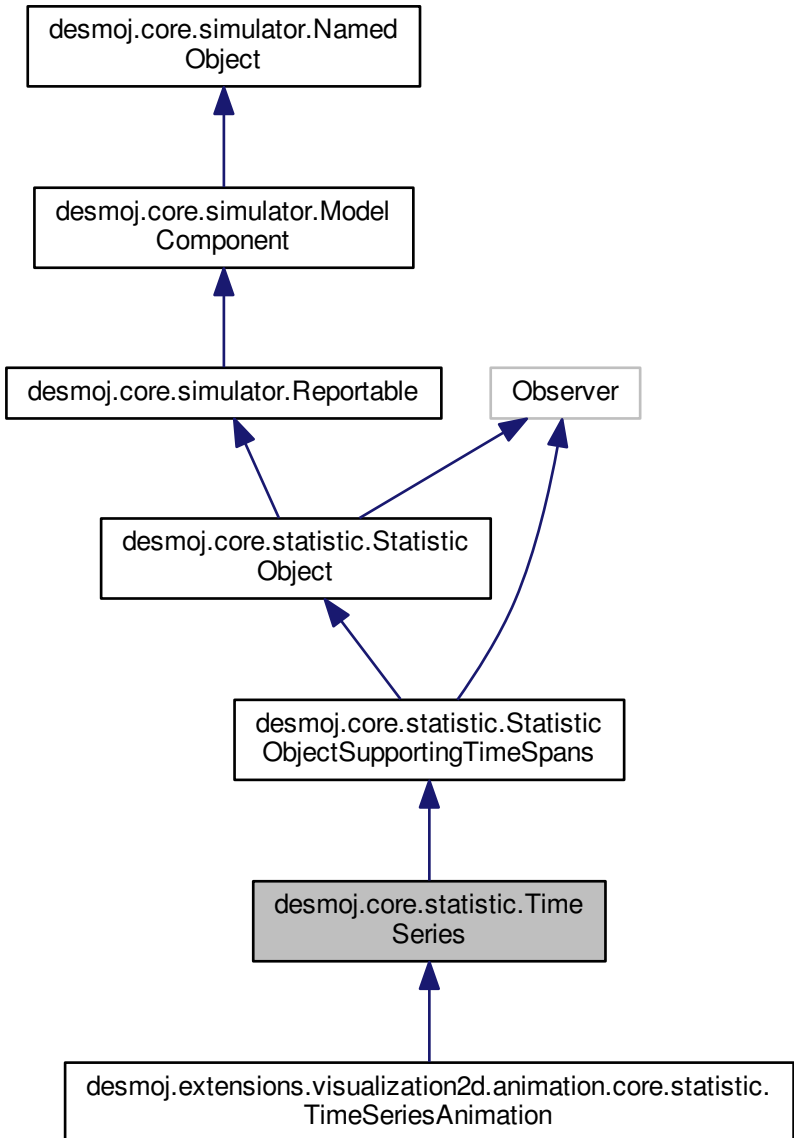 desmoj.core.simulator.Named
Object
desmoj.core.simulator.Model
Component
desmoj.core.simulator.Reportable
Observer
desmoj.core.statistic.Statistic
Object
desmoj.core.statistic.Statistic
ObjectSupportingTimeSpans
desmoj.core.statistic.Time
Series
desmoj.extensions.visualization2d.animation.core.statistic.
TimeSeriesAnimation